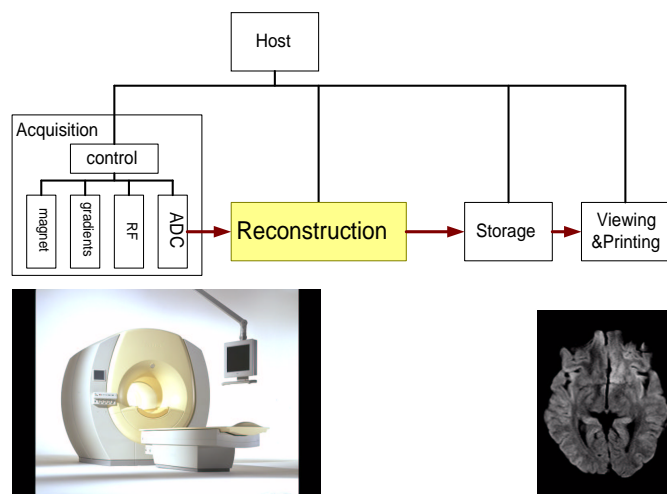 Host
Acquisition
control
magnet
gradients
RF
ADC
Reconstruction
Storage
Viewing
&Printing